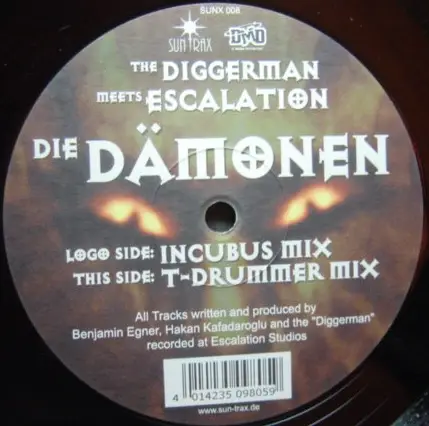 SUNX 008
SUN TRAX DMD
THE DIGGERMAN
MEETS ESCALATION
DIE DÄMONEN
LOGO SIDE: INCUBUS MIX
THIS SIDE: T-DRUMMER MIX
All Tracks written and produced by
Benjamin Egner, Hakan Kafadaroglu and the "Diggerman"
recorded at Escalation Studios
4 014235 098059
www.sun-trax.de